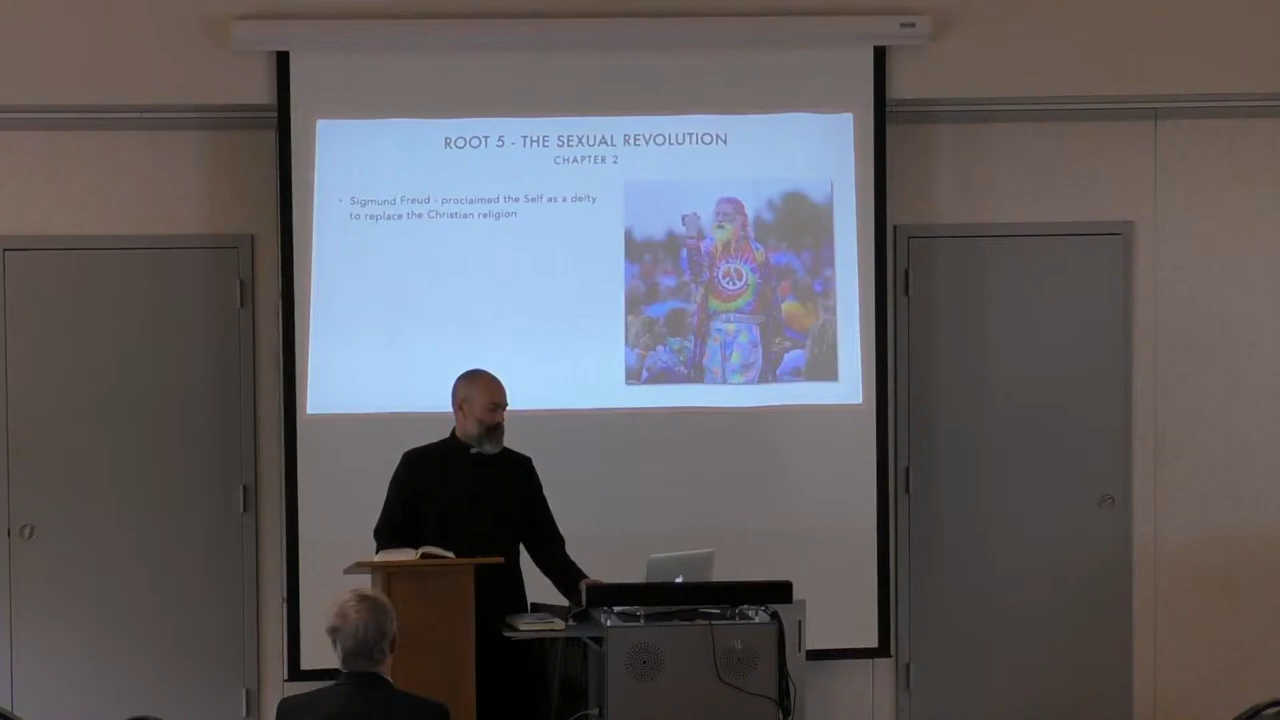 ROOT 5 - THE SEXUAL REVOLUTION
CHAPTER 2
• Sigmund Freud - proclaimed the Self as a deity
to replace the Christian religion